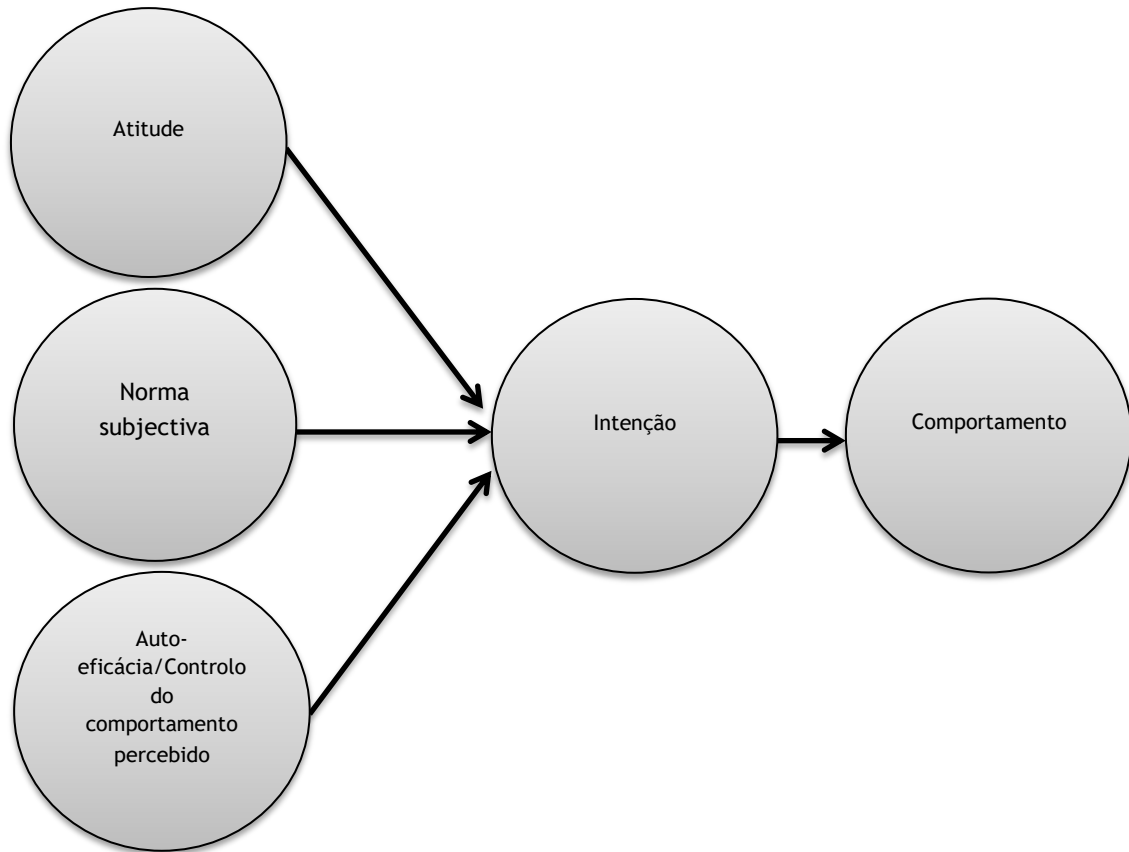 Atitude
Norma
subjectiva
Auto-
eficácia/Controlo
do
comportamento
percebido
Intenção
Comportamento